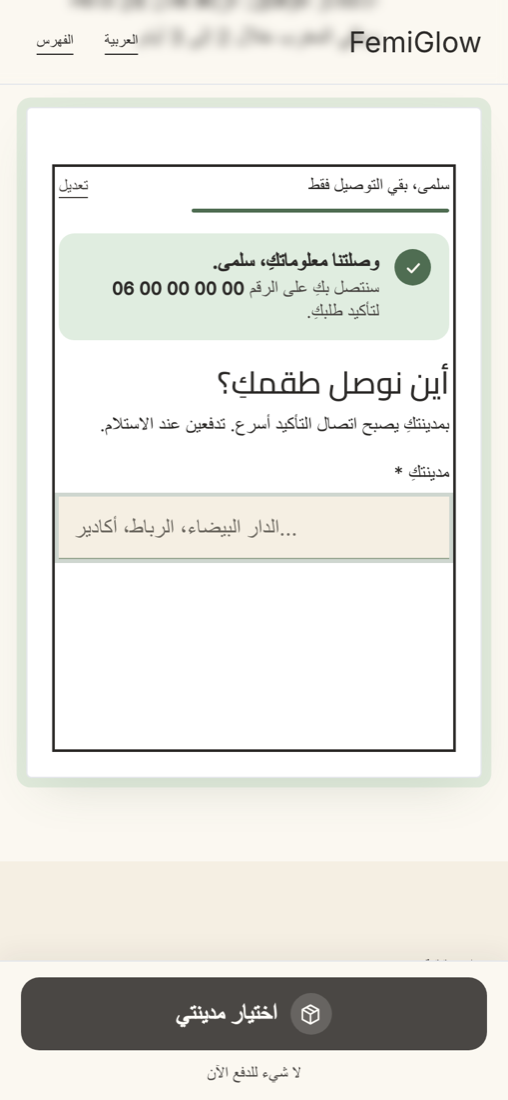 FemiGlow
العربية
الفهرس
سلمى، بقي التوصيل فقط
تعديل
وصلتنا معلوماتكِ، سلمى.
سنتصل بكِ على الرقم 06 00 00 00 00
لتأكيد طلبكِ.
أين نوصل طقمكِ؟
بمدينتكِ يصبح اتصال التأكيد أسرع. تدفعين عند الاستلام.
مدينتكِ *
الدار البيضاء، الرباط، أكادير...
اختيار مدينتي
لا شيء للدفع الآن